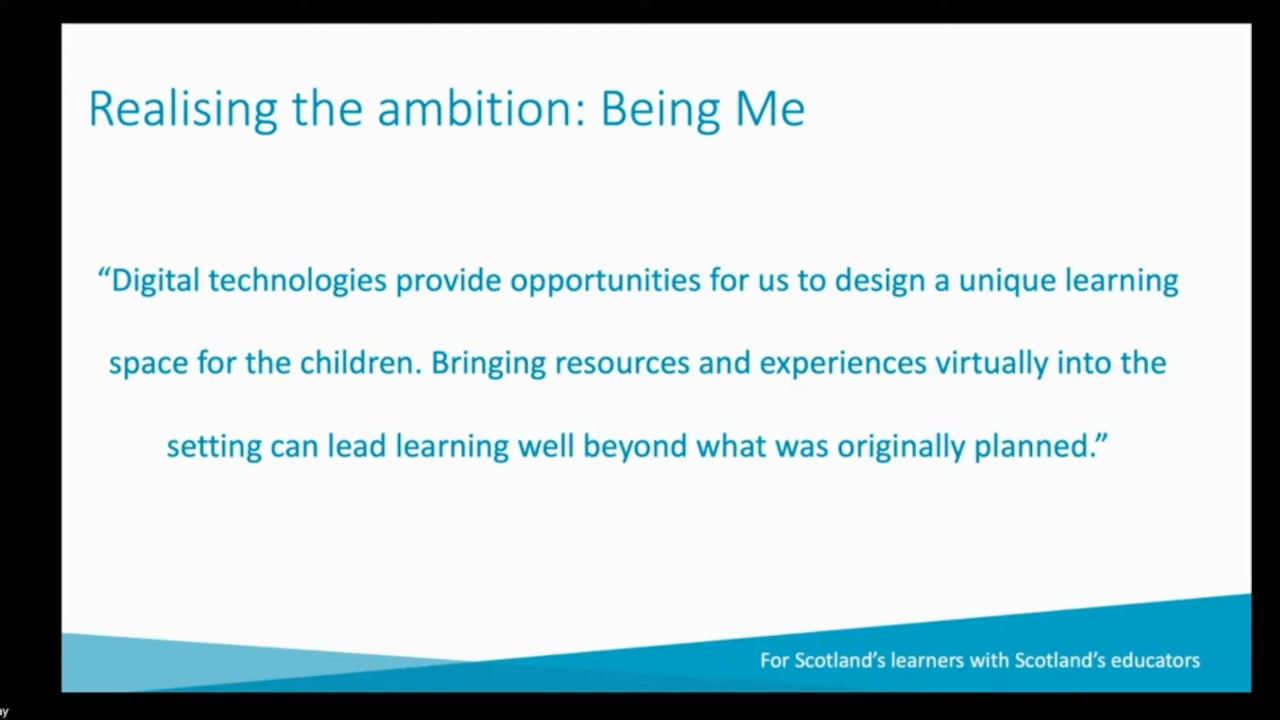 Realising the ambition: Being Me
“Digital technologies provide opportunities for us to design a unique learning
space for the children. Bringing resources and experiences virtually into the
setting can lead learning well beyond what was originally planned.”
For Scotland’s learners with Scotland’s educators